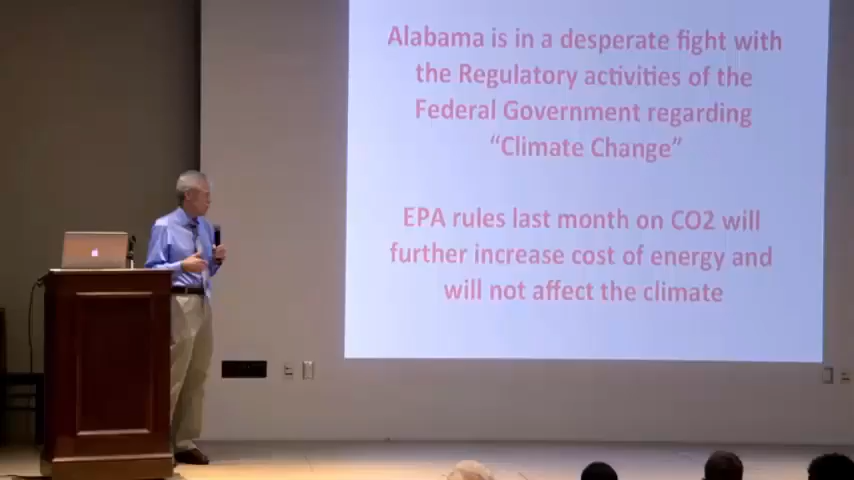 Alabama is in a desperate fight with
the Regulatory activities of the
Federal Government regarding
“Climate Change”
EPA rules last month on CO2 will
further increase cost of energy and
will not affect the climate